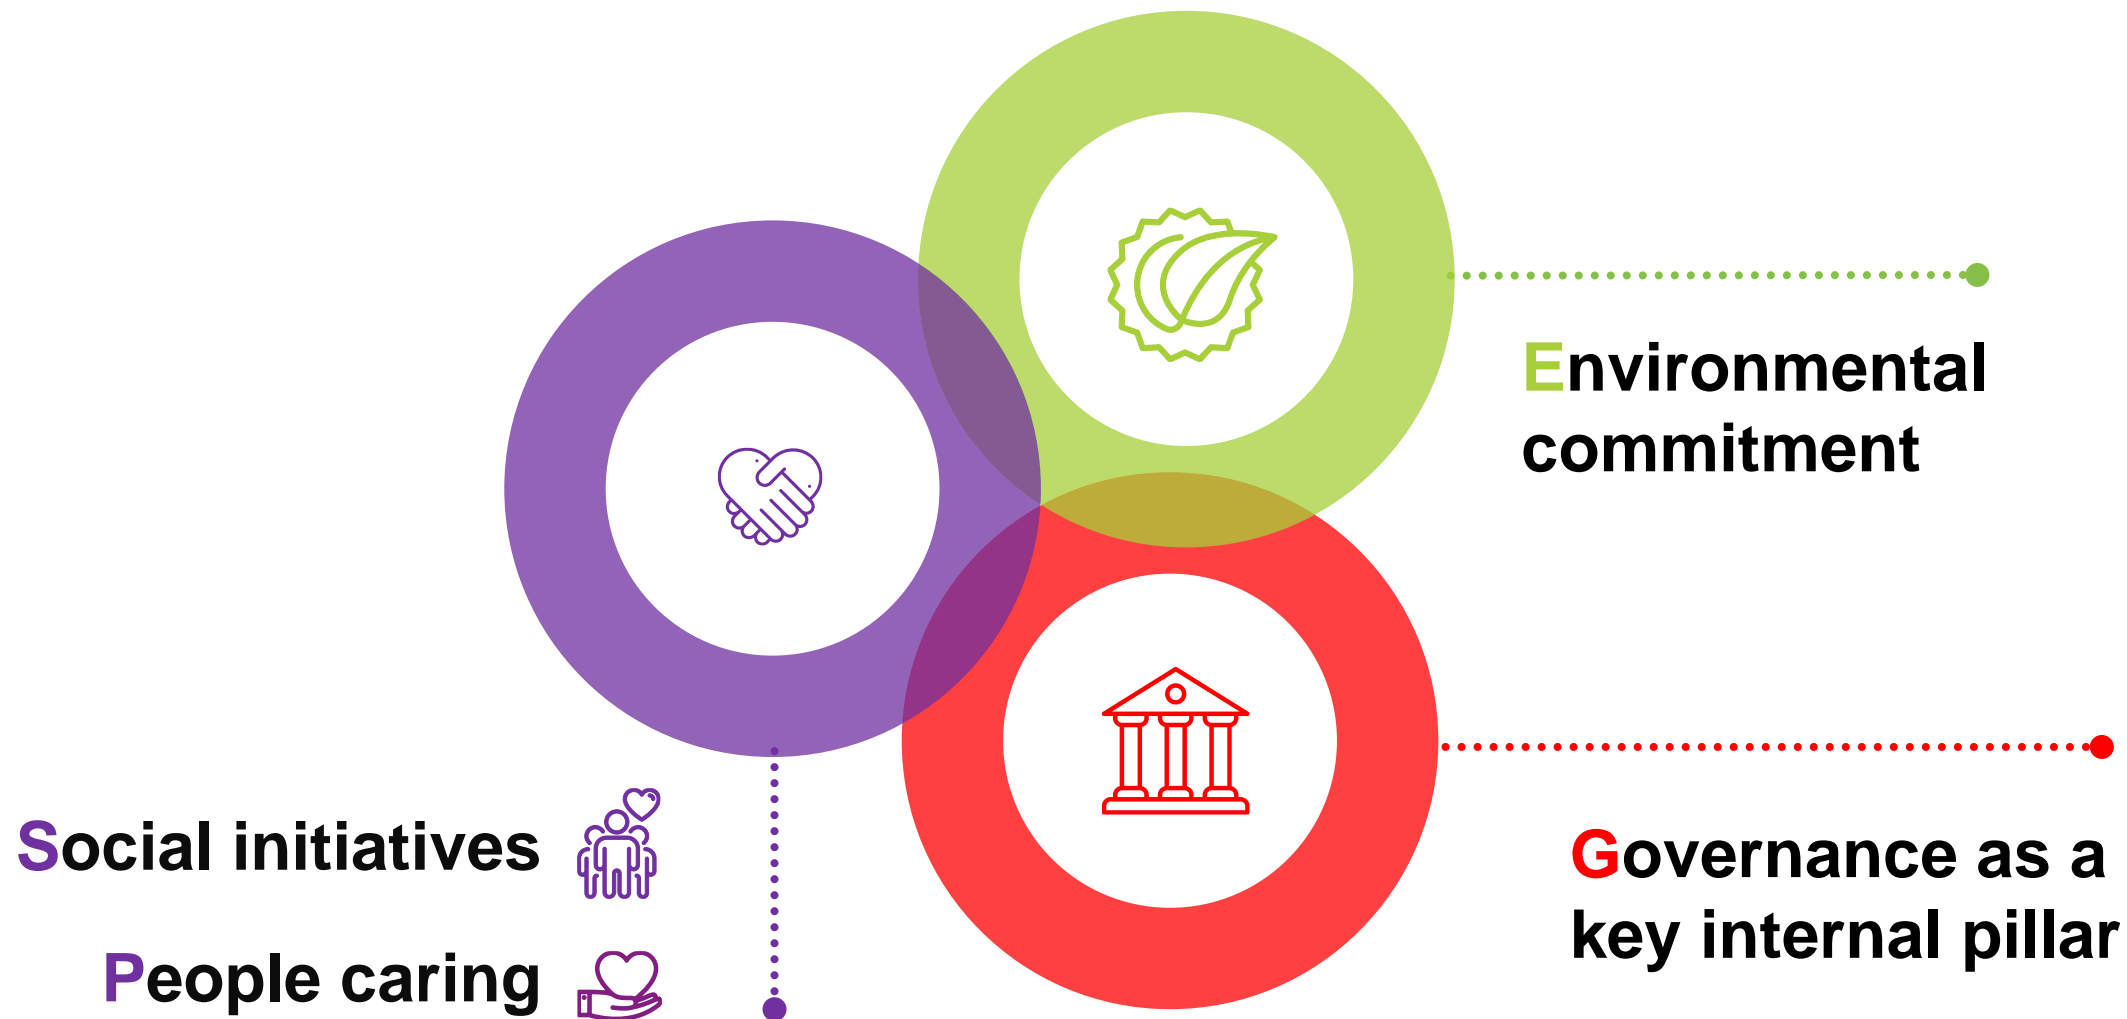 Environmental
commitment
Social initiatives
People caring
Governance as a
key internal pillar